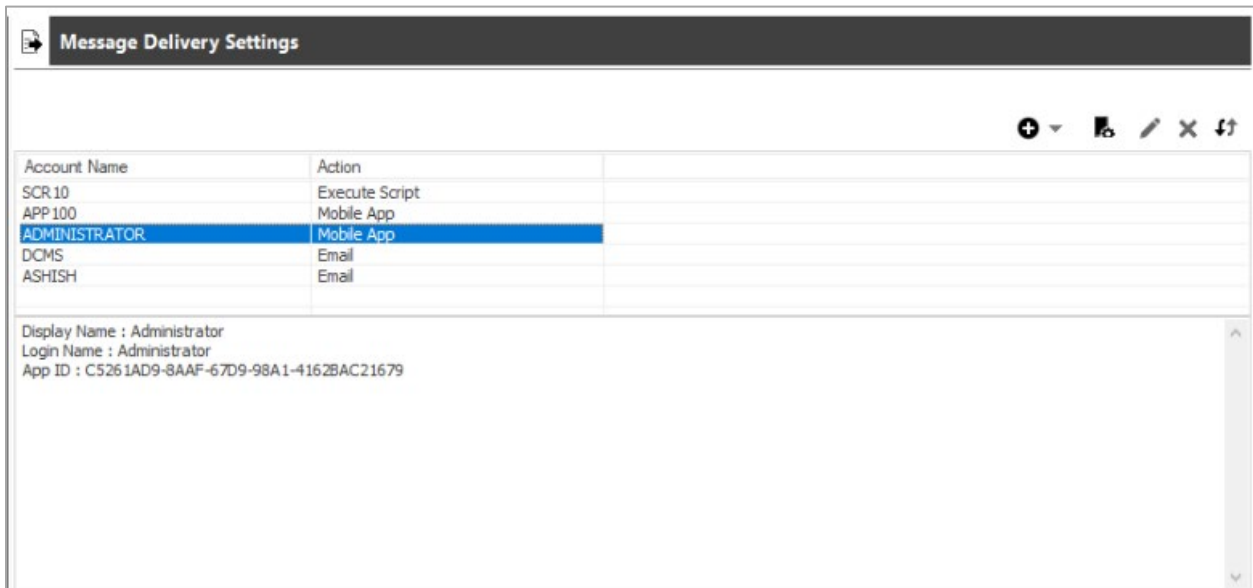 Message Delivery Settings
Account Name Action
SCR10 Execute Script
APP100 Mobile App
ADMINISTRATOR Mobile App
DCMS Email
ASHISH Email
Display Name : Administrator
Login Name : Administrator
App ID : C5261AD9-8AAF-67D9-98A1-4162BAC21679